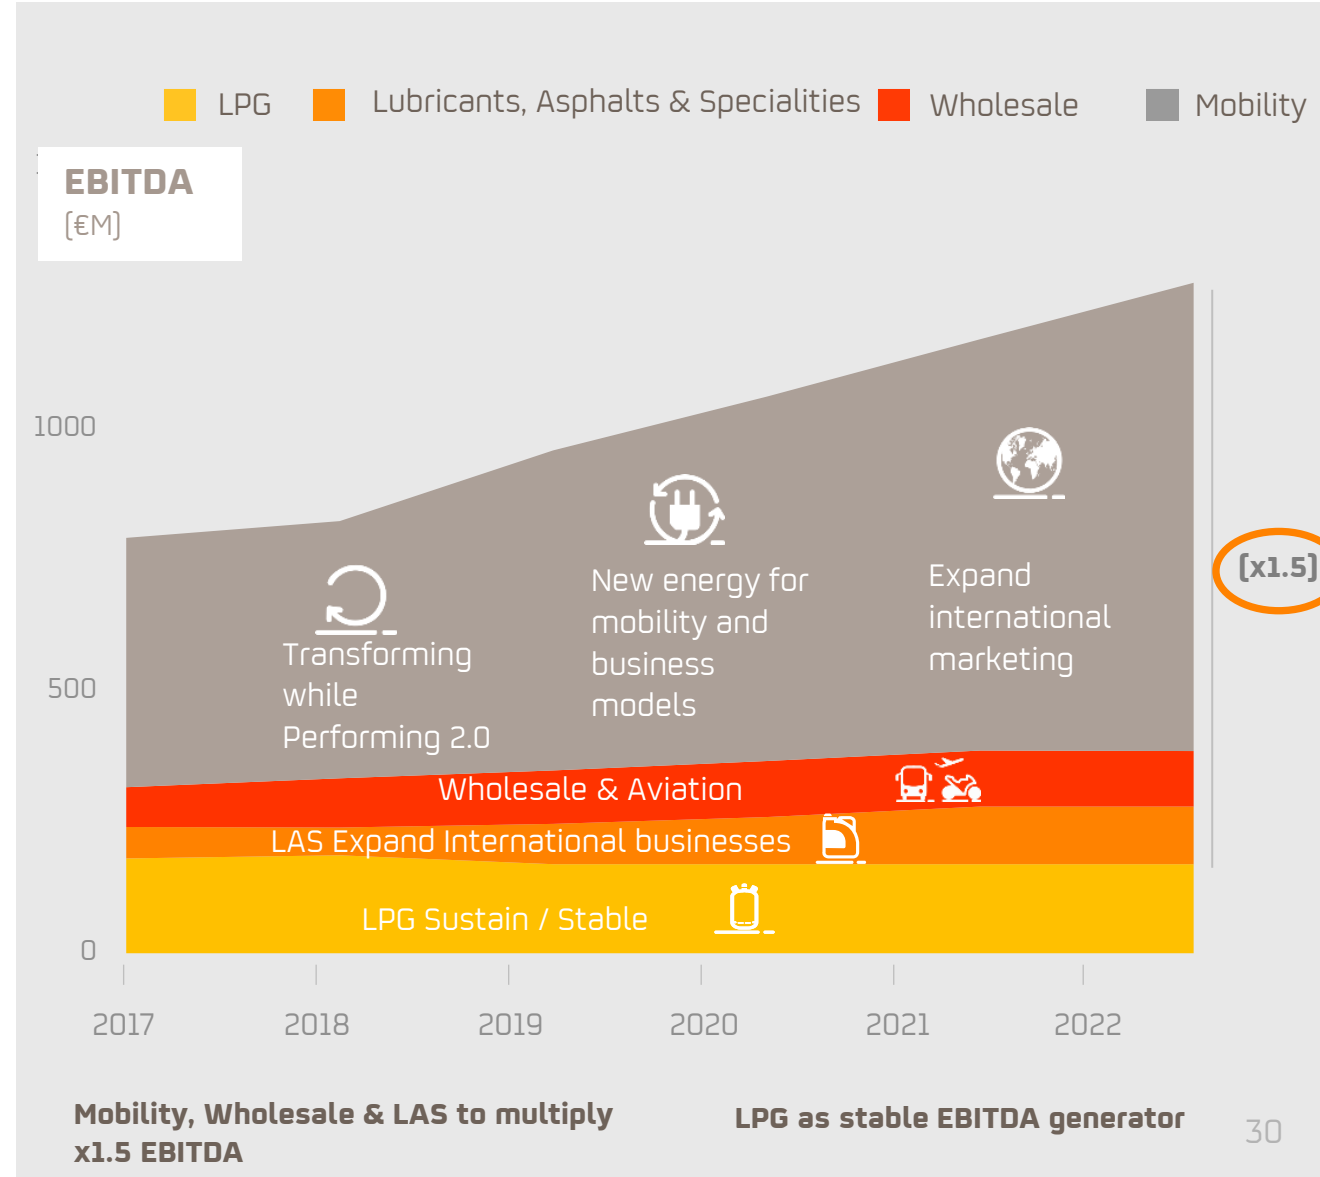 LPG
Lubricants, Asphalts & Specialities
Wholesale
Mobility
EBITDA
(€M)
1000
500
0
Transforming
while
Performing 2.0
New energy for
mobility and
business
models
Expand
international
marketing
(x1.5)
Wholesale & Aviation
LAS Expand International businesses
LPG Sustain / Stable
2017
2018
2019
2020
2021
2022
Mobility, Wholesale & LAS to multiply
x1.5 EBITDA
LPG as stable EBITDA generator
30